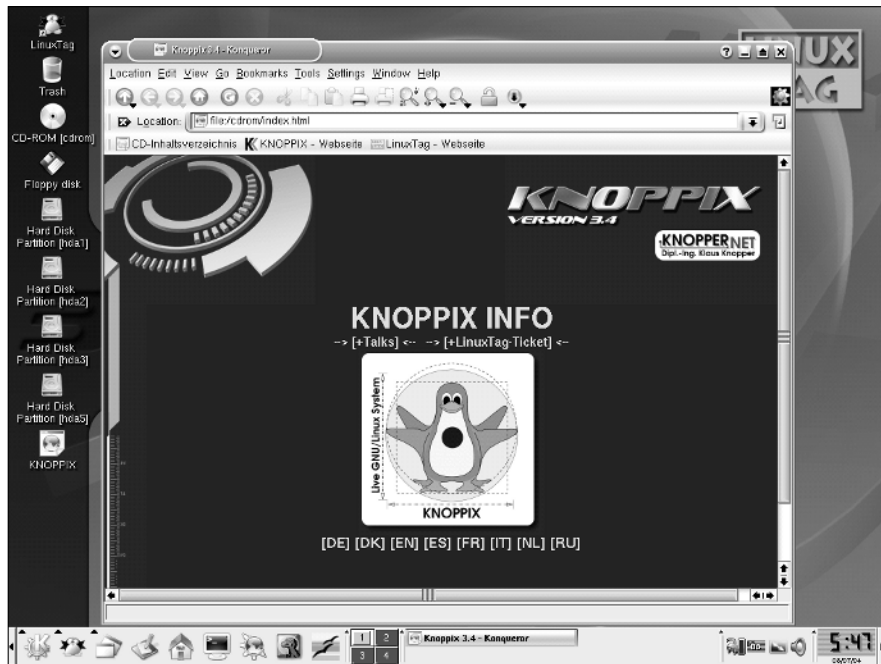 LinuxTag
Trash
CD-ROM [cdrom]
Floppy disk
Hard Disk
Partition [hda1]
Hard Disk
Partition [hda2]
Hard Disk
Partition [hda3]
Hard Disk
Partition [hda5]
KNOPPIX
LINUX
TAG
Knoppix 3.4 - Konqueror
Location Edit View Go Bookmarks Tools Settings Window Help
Location: file:/cdrom/index.html
CD-Inhaltsverzeichnis KNOPPIX - Webseite LinuxTag - Webseite
KNOPPIX
VERSION 3.4
KNOPPERNET
Dipl.-Ing. Klaus Knopper
KNOPPIX INFO
--> [+Talks] <-- --> [+LinuxTag-Ticket] <--
Live GNU/Linux System
KNOPPIX
[DE] [DK] [EN] [ES] [FR] [IT] [NL] [RU]
1 2
3 4
Knoppix 3.4 - Konqueror
5:47